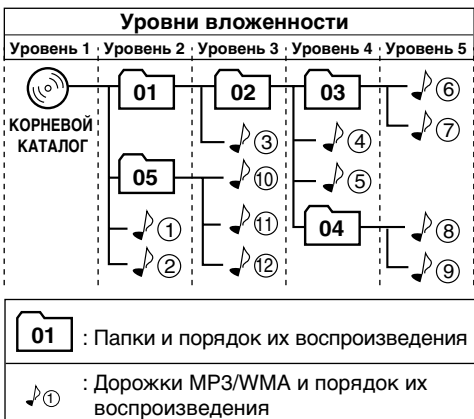 Уровни вложенности
Уровень 1 Уровень 2 Уровень 3 Уровень 4 Уровень 5
01 02 03 ⑥
КОРНЕВОЙ
КАТАЛОГ
③ ④ ⑦
05 ⑩ ⑤
① ⑪ 04 ⑧
② ⑫ ⑨
01 : Папки и порядок их воспроизведения
① : Дорожки MP3/WMA и порядок их
воспроизведения